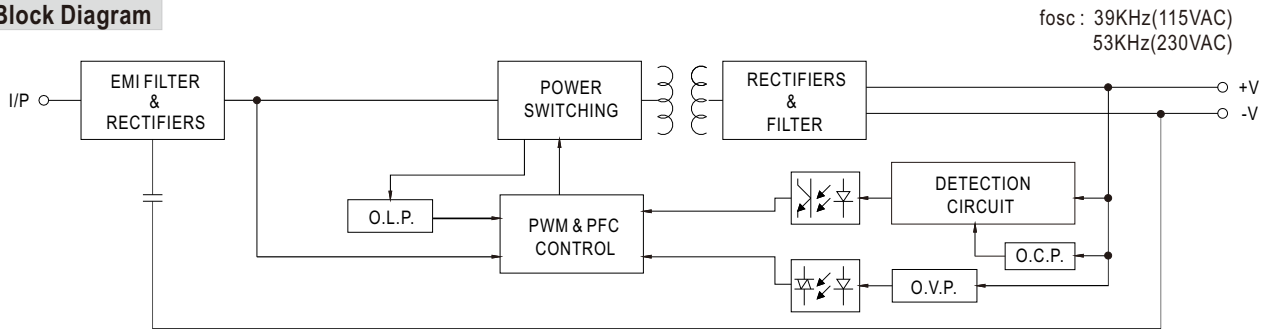 Block Diagram
fosc : 39KHz(115VAC)
53KHz(230VAC)
I/P
EMI FILTER
&
RECTIFIERS
POWER
SWITCHING
RECTIFIERS
&
FILTER
+V
-V
O.L.P.
PWM & PFC
CONTROL
DETECTION
CIRCUIT
O.C.P.
O.V.P.